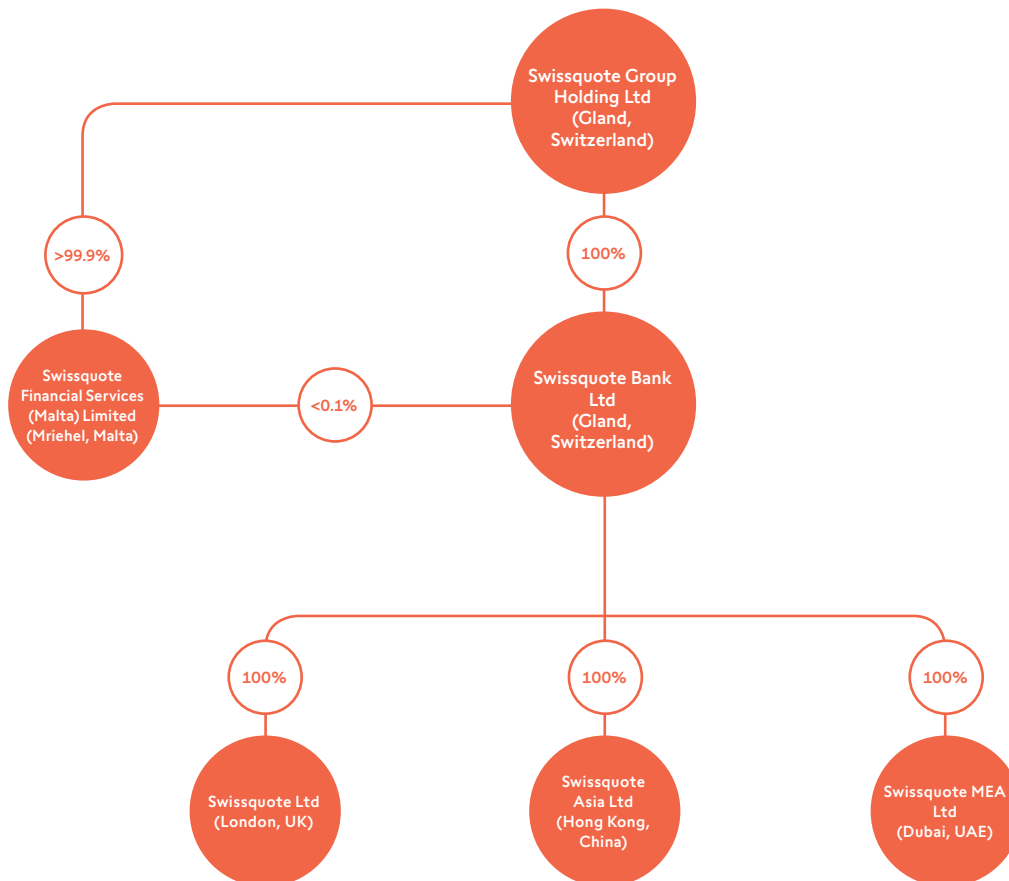 Swissquote Group
Holding Ltd
(Gland,
Switzerland)
>99.9%
100%
Swissquote
Financial Services
(Malta) Limited
(Mriehel, Malta)
<0.1%
Swissquote Bank
Ltd
(Gland,
Switzerland)
100%
100%
100%
Swissquote Ltd
(London, UK)
Swissquote
Asia Ltd
(Hong Kong,
China)
Swissquote MEA
Ltd
(Dubai, UAE)